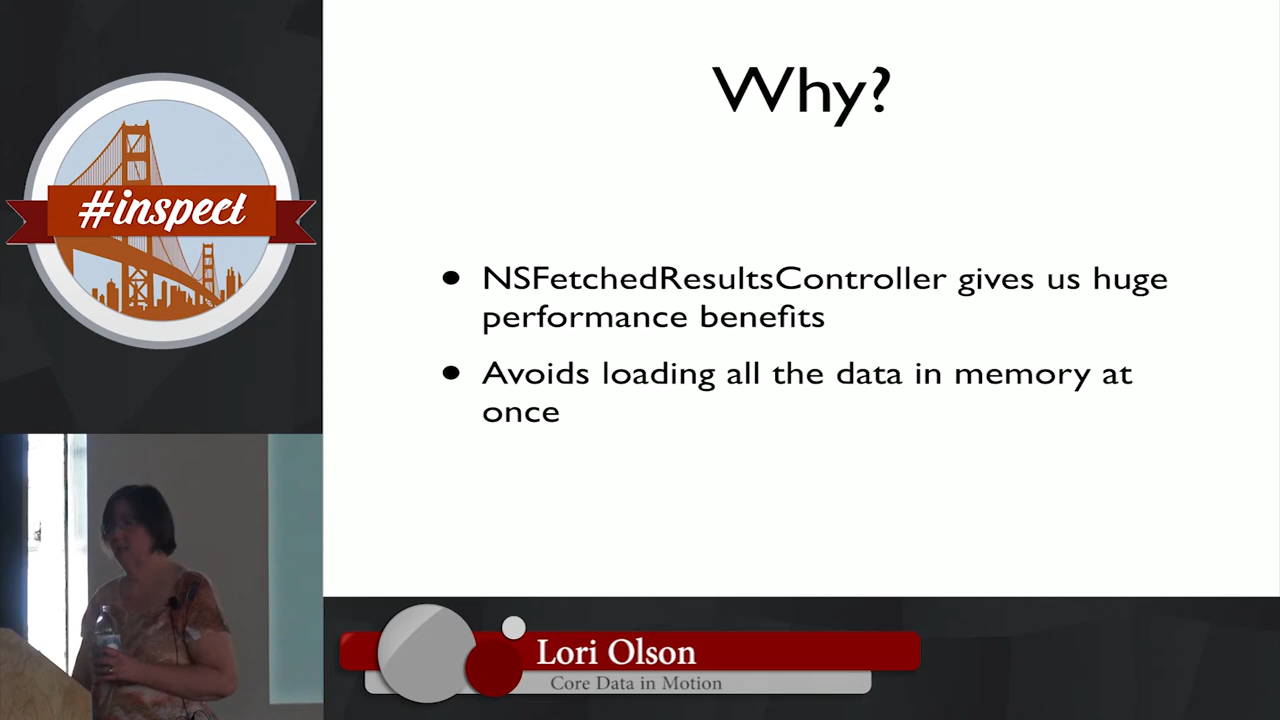 #inspect
Why?
• NSFetchedResultsController gives us huge
performance benefits
• Avoids loading all the data in memory at
once
Lori Olson
Core Data in Motion